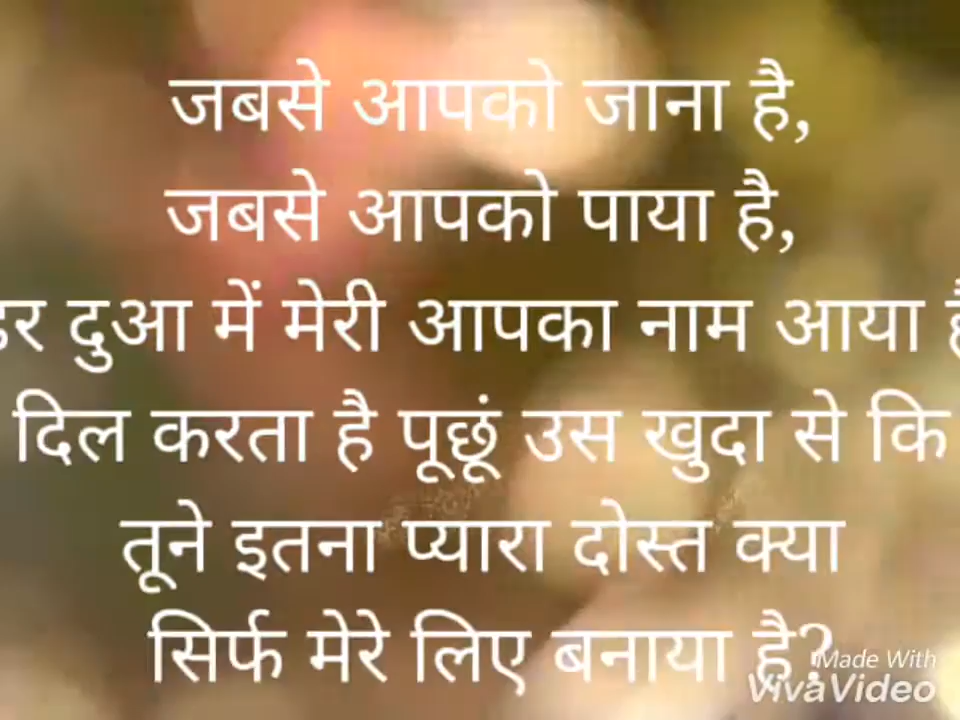 जबसे आपको जाना है,
जबसे आपको पाया है,
हर दुआ में मेरी आपका नाम आया है
दिल करता है पूछूं उस खुदा से कि
तूने इतना प्यारा दोस्त क्या
सिर्फ मेरे लिए बनाया है?
Made With
VivaVideo